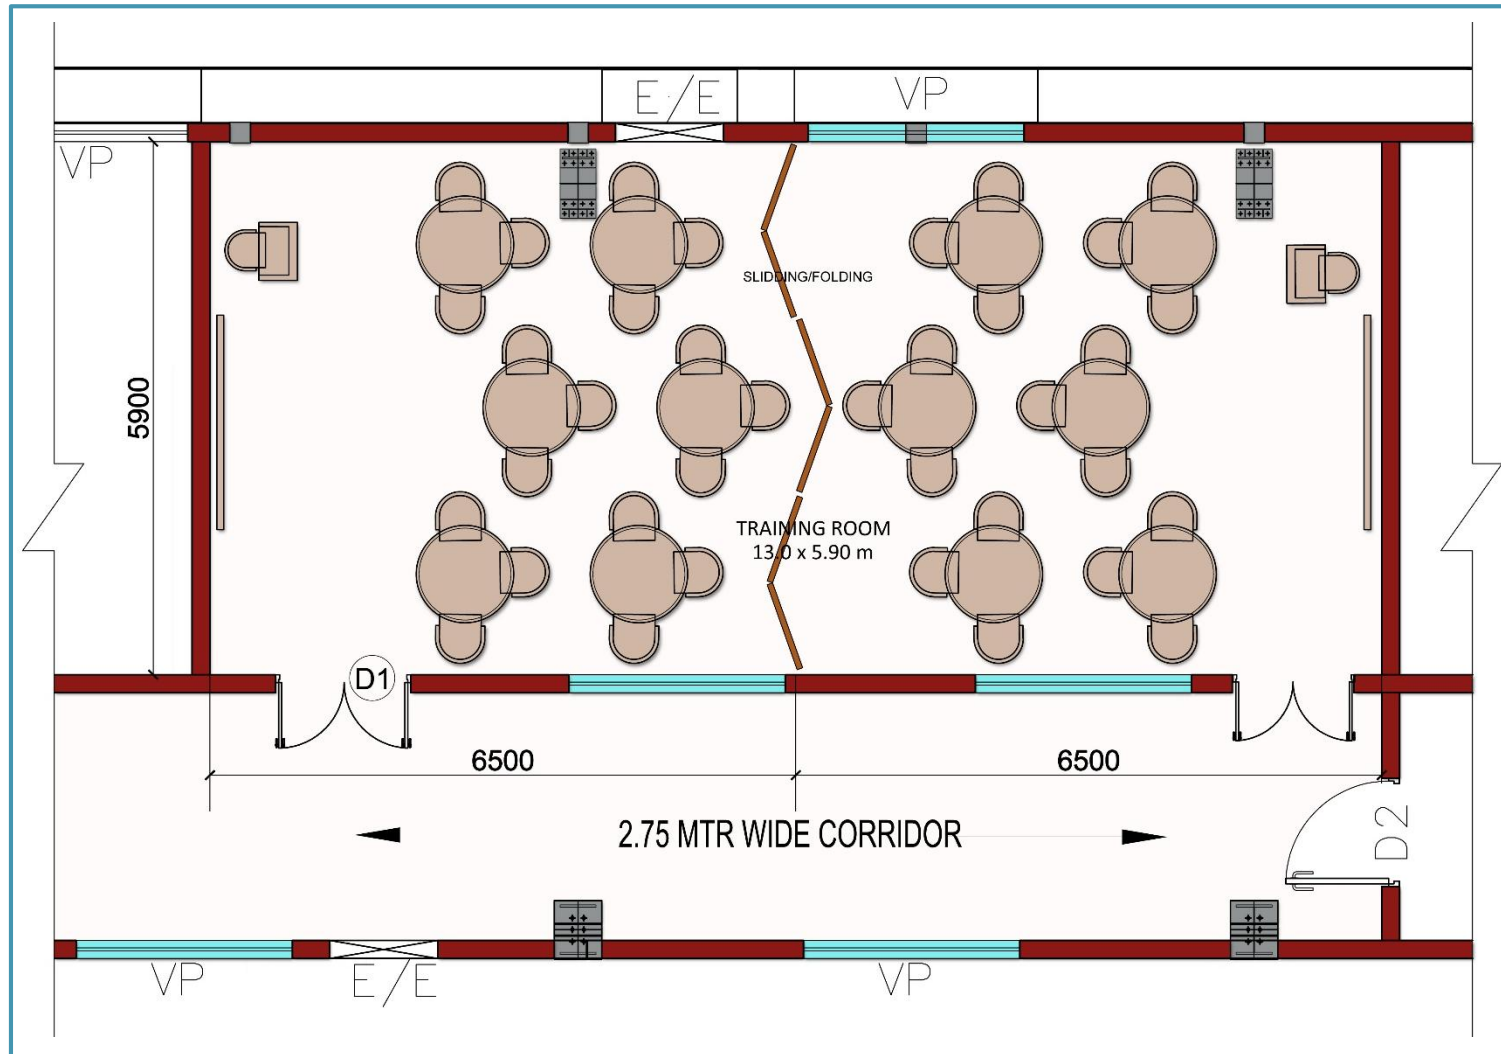 E/E
VP
VP
5900
SLIDDING/FOLDING
TRAINING ROOM
13.0 x 5.90 m
D1
6500
6500
2.75 MTR WIDE CORRIDOR
D2
VP
E/E
VP